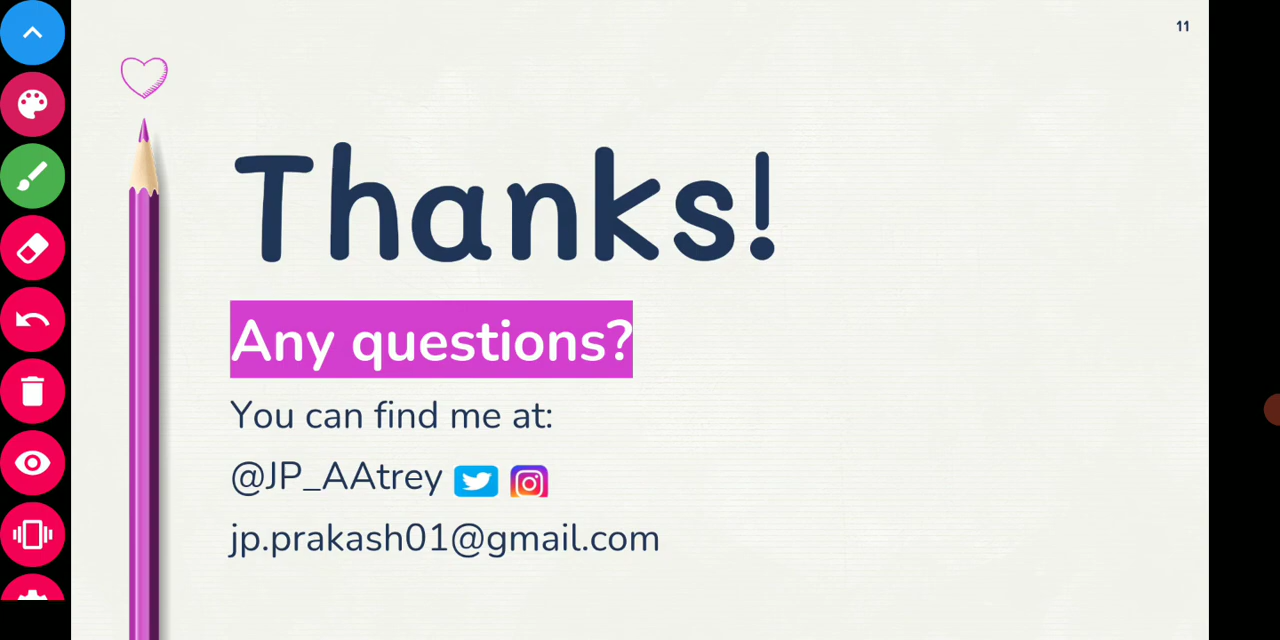 11
Thanks!
Any questions?
You can find me at:
@JP_AAtrey
jp.prakash01@gmail.com